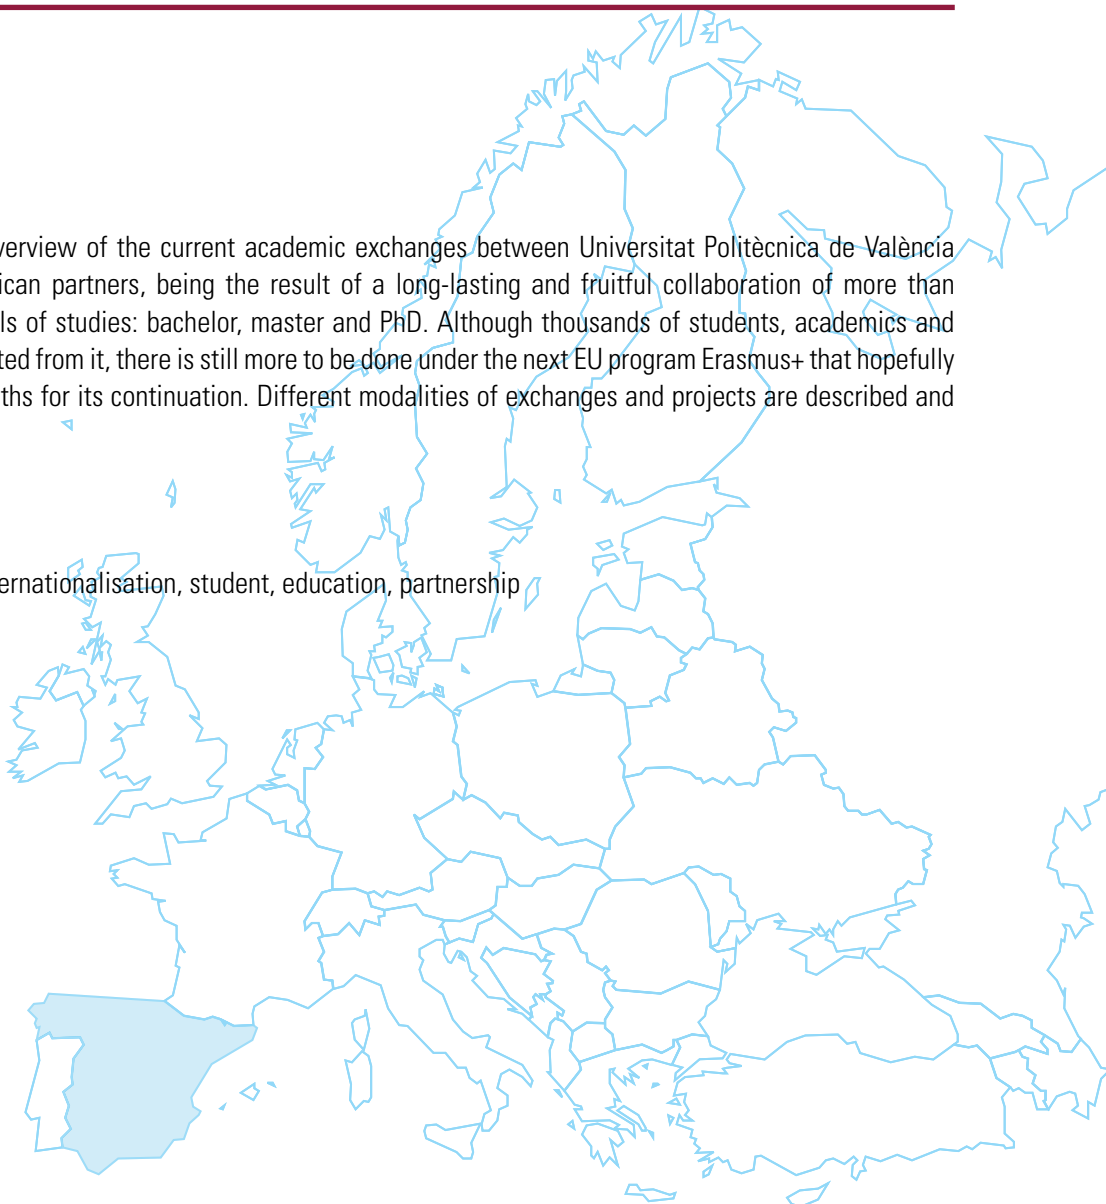 verview of the current academic exchanges between Universitat Politècnica de València
ican partners, being the result of a long-lasting and fruitful collaboration of more than
ls of studies: bachelor, master and PhD. Although thousands of students, academics and
ted from it, there is still more to be done under the next EU program Erasmus+ that hopefully
ths for its continuation. Different modalities of exchanges and projects are described and
ernationalisation, student, education, partnership